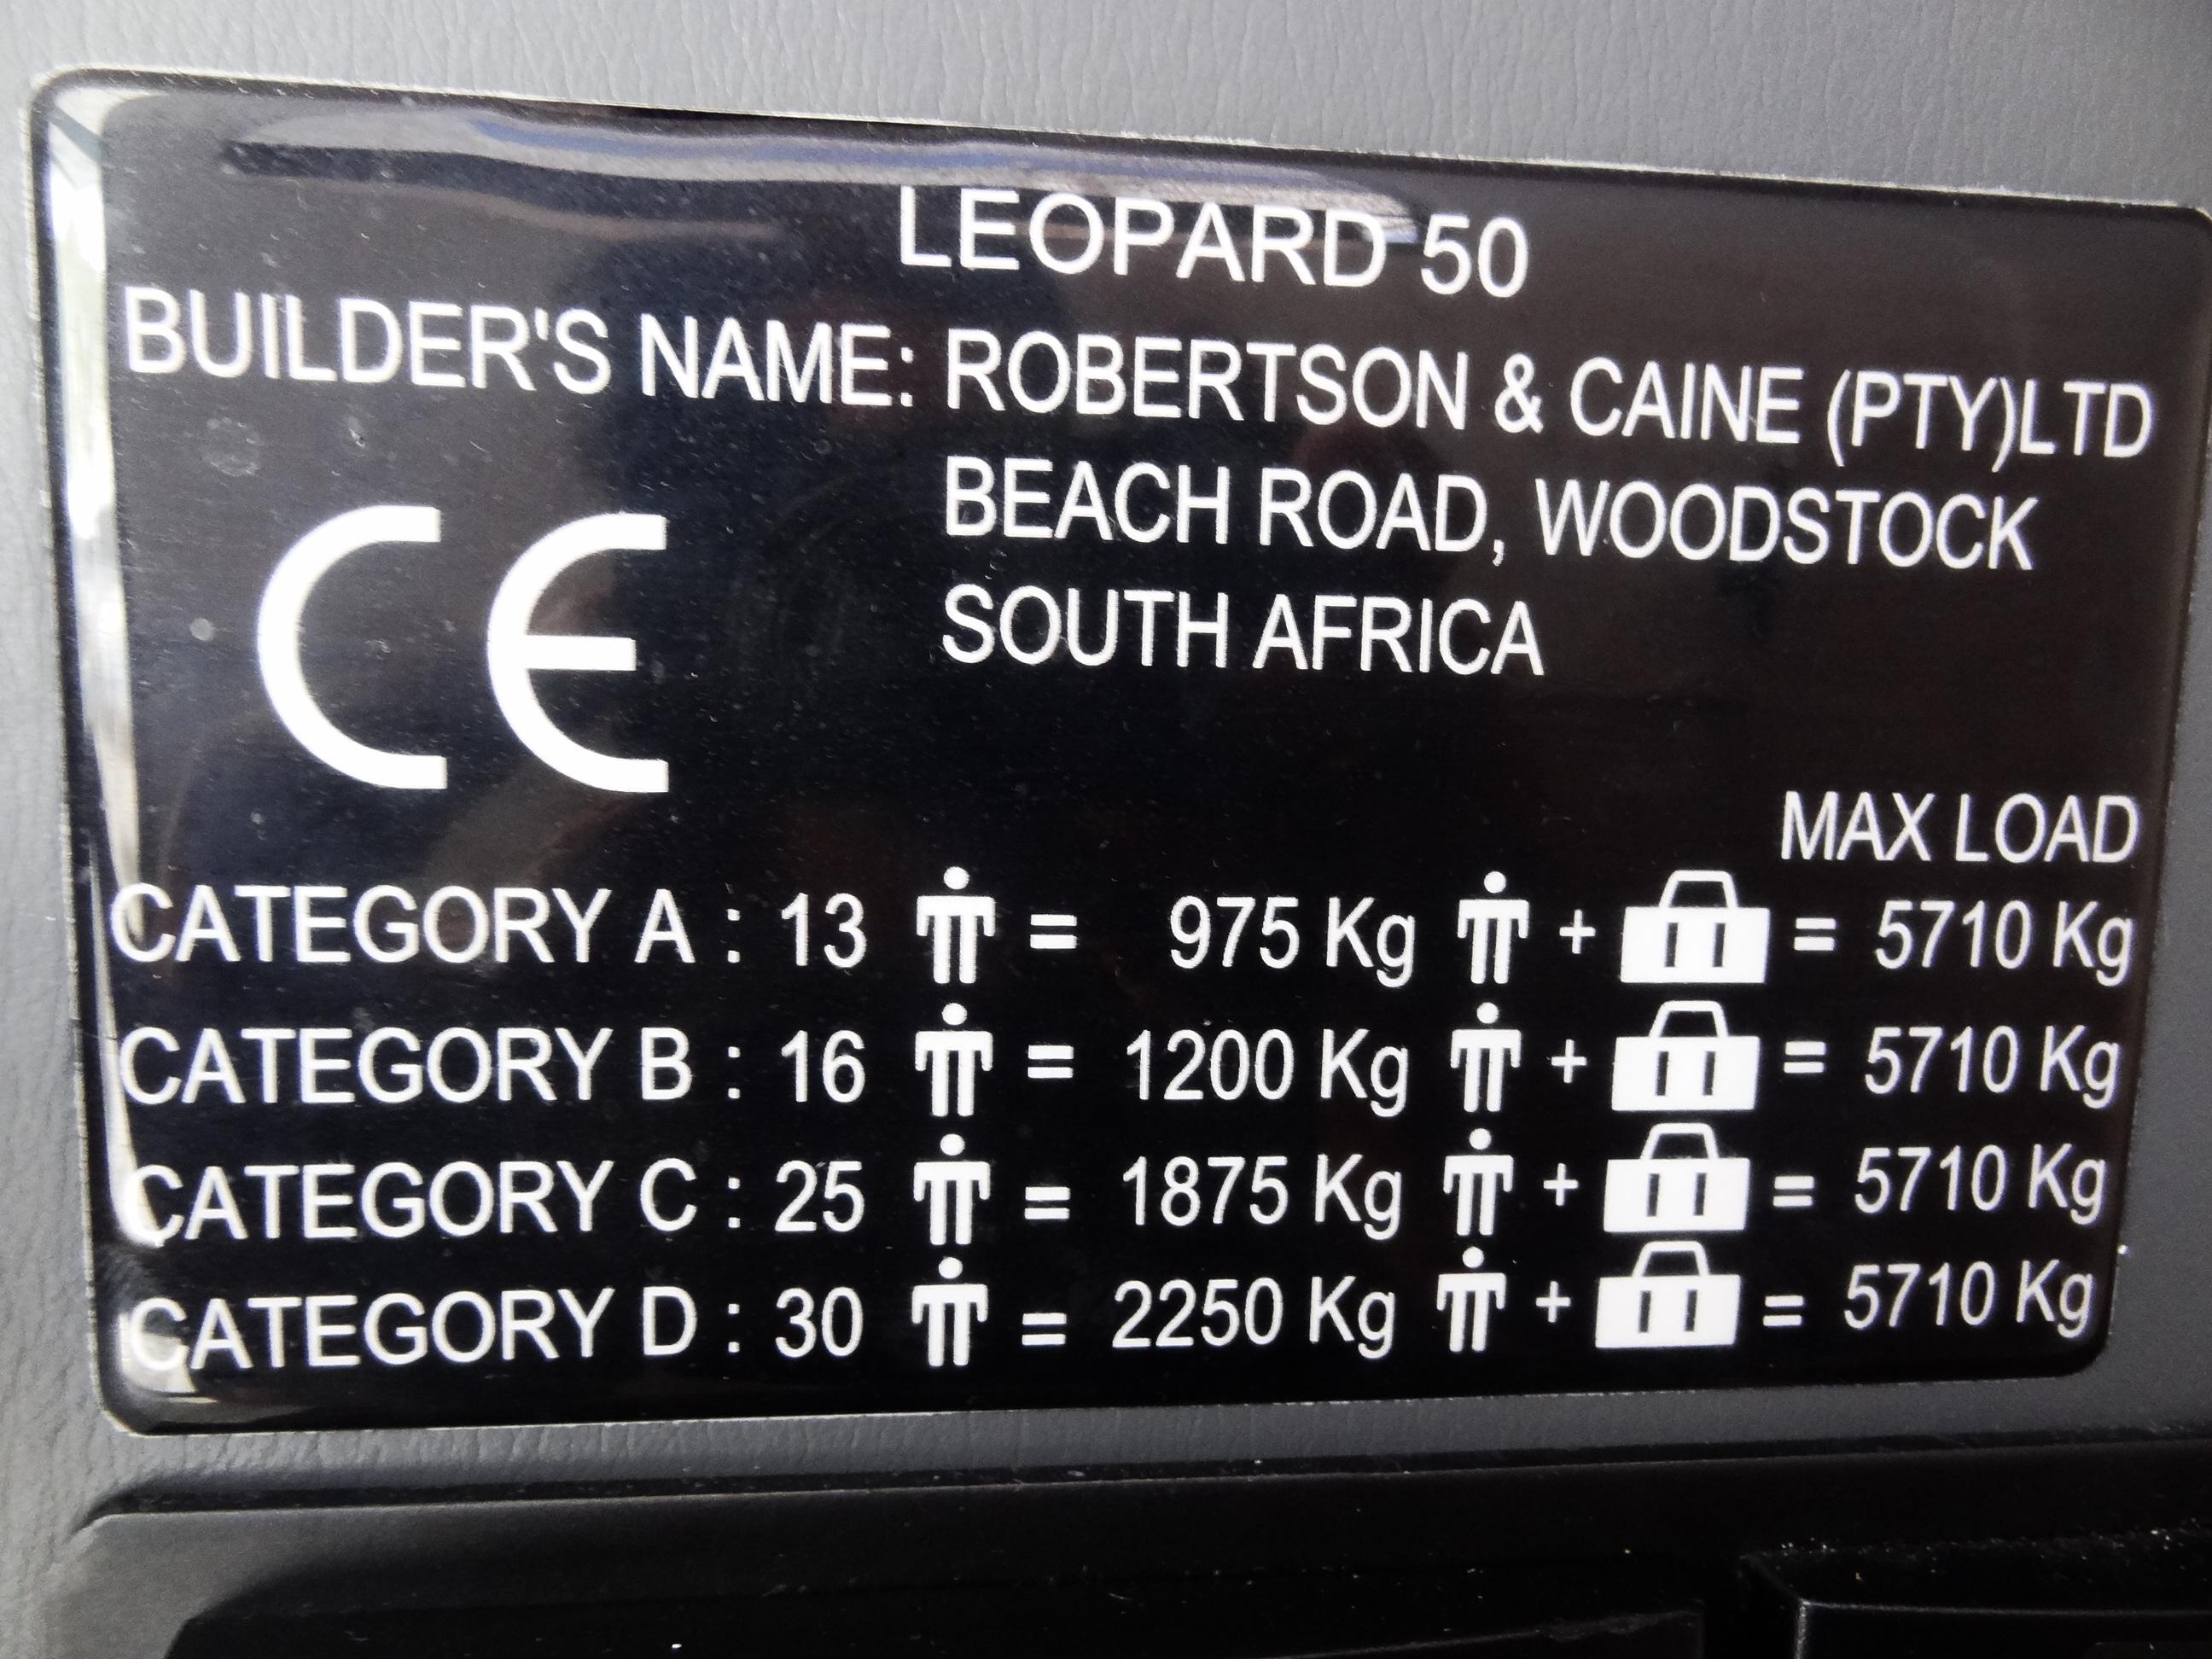 LEOPARD 50
BUILDER'S NAME: ROBERTSON & CAINE (PTY)LTD
BEACH ROAD, WOODSTOCK
CE
SOUTH AFRICA
MAX LOAD
CATEGORY A : 13 = 975 Kg + = 5710 Kg
CATEGORY B : 16 = 1200 Kg + = 5710 Kg
CATEGORY C : 25 = 1875 Kg + = 5710 Kg
CATEGORY D : 30 = 2250 Kg + = 5710 Kg